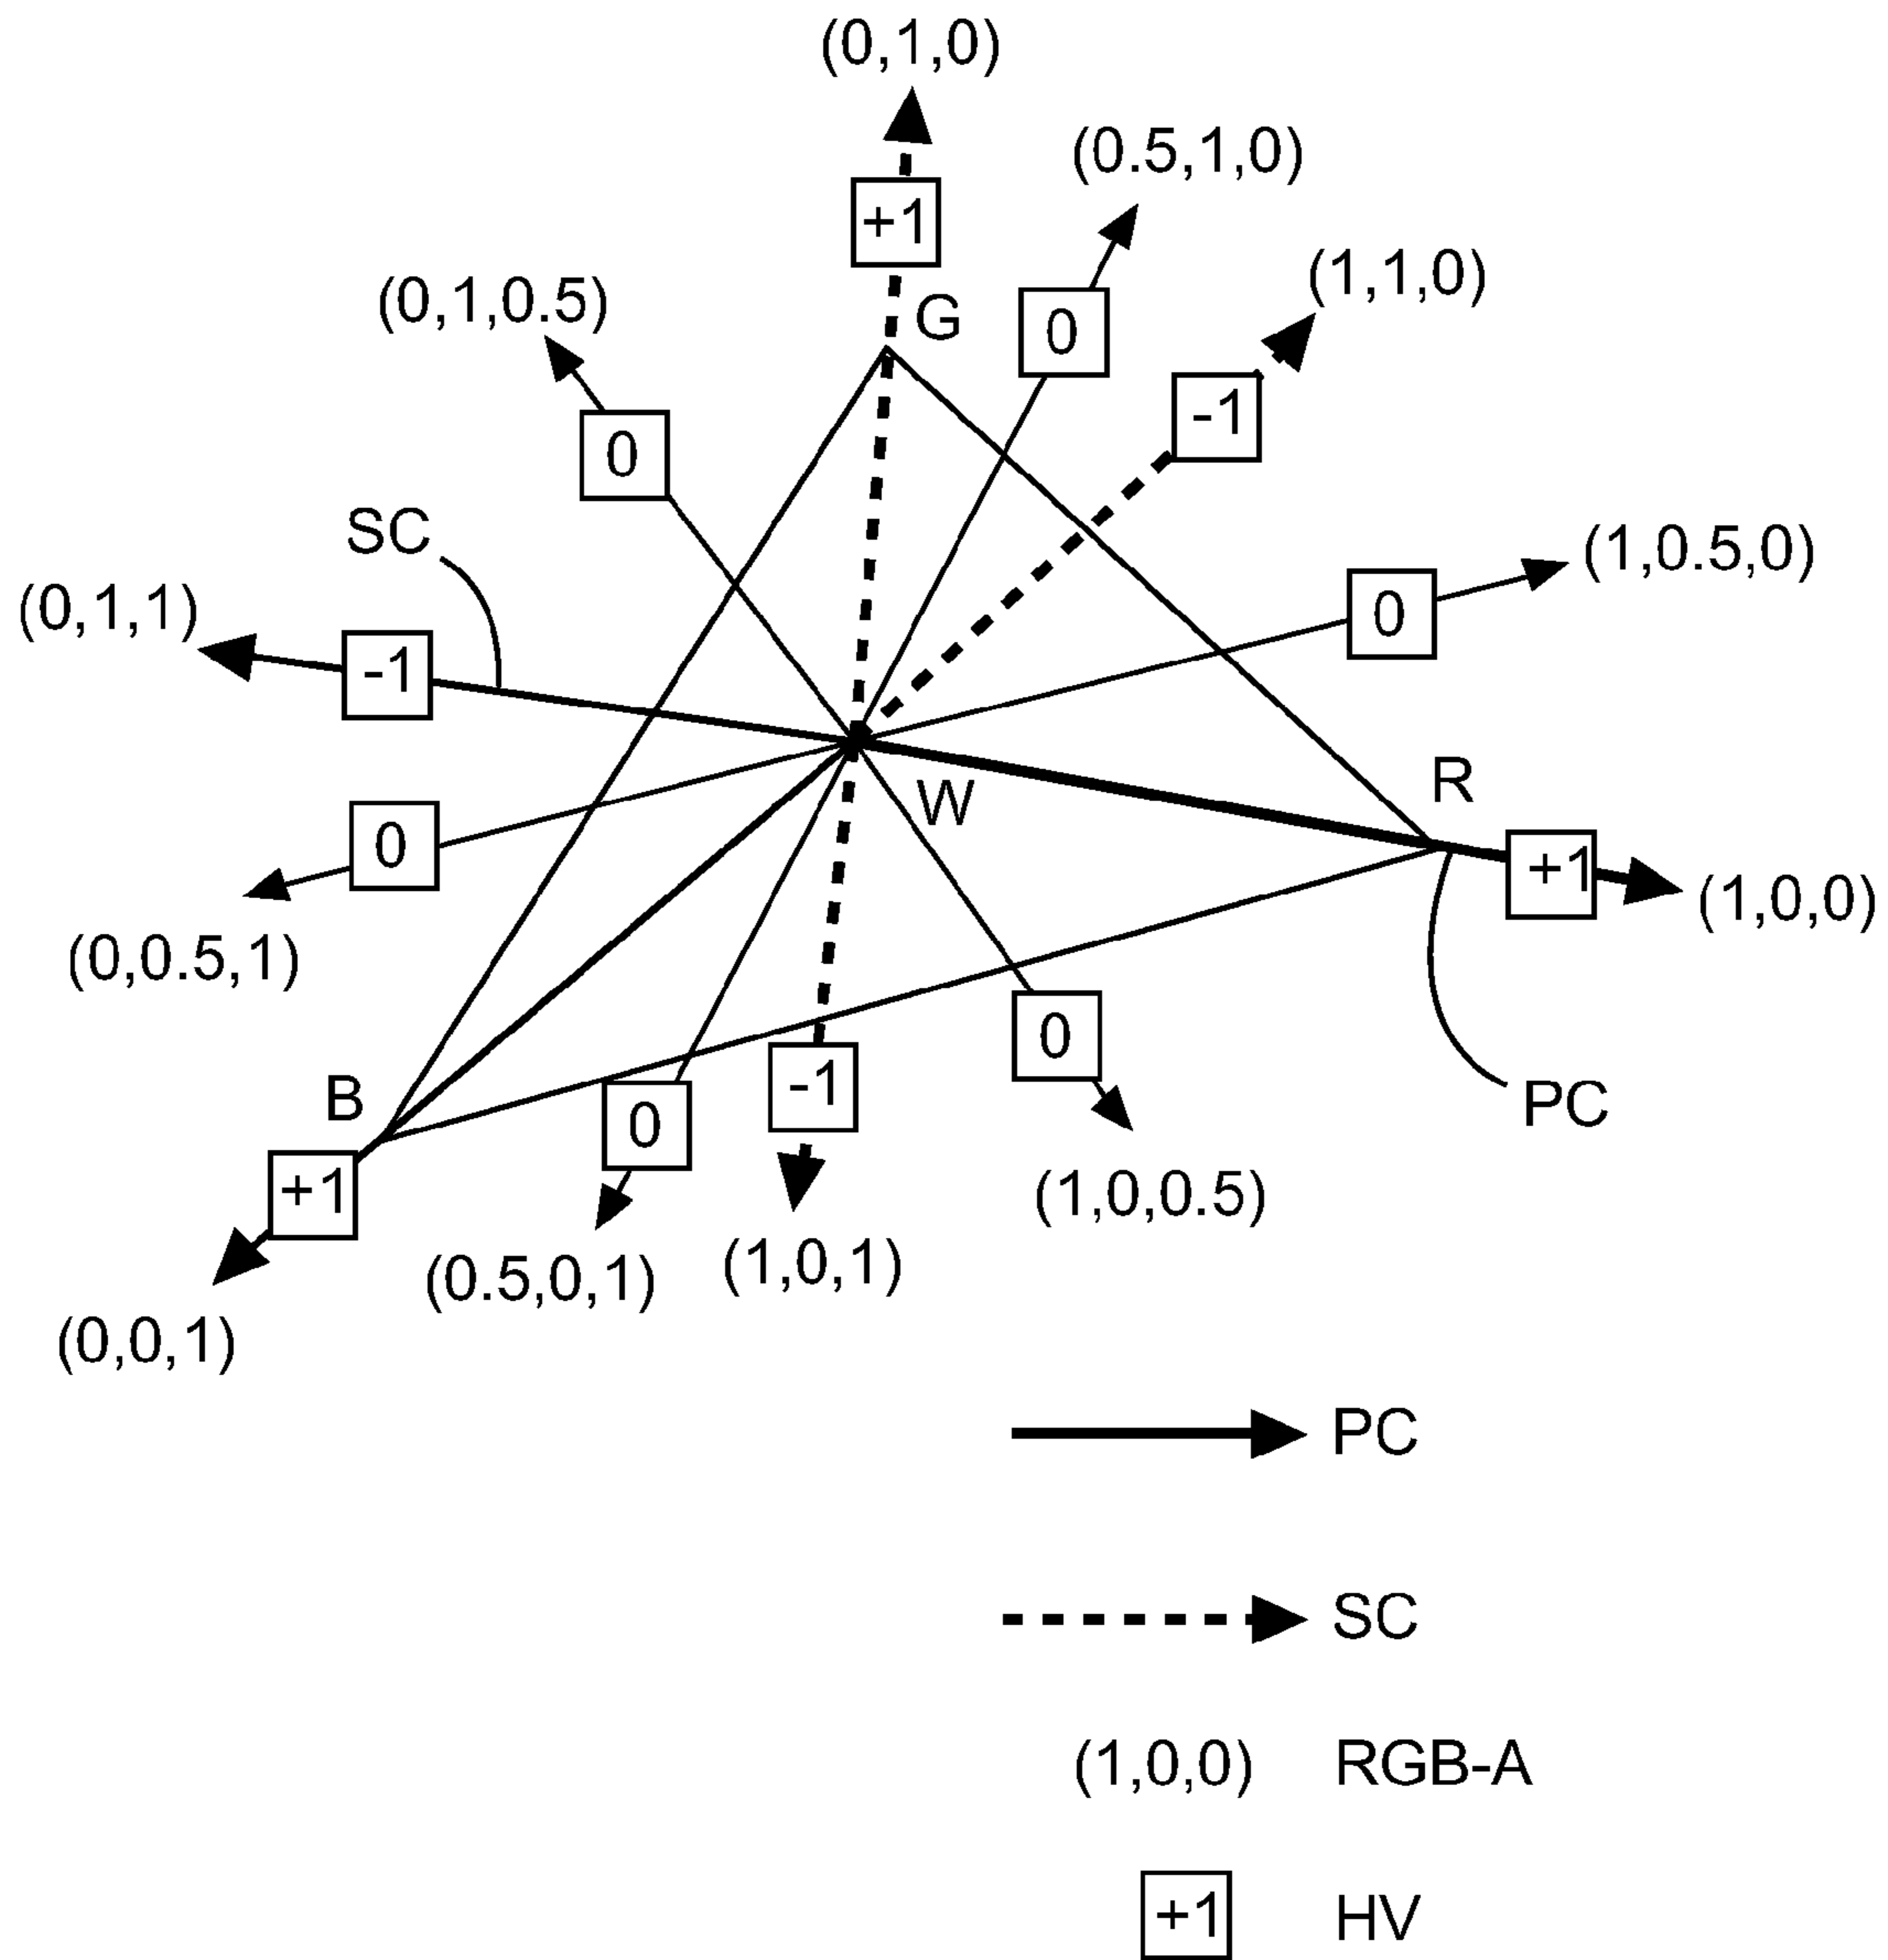 (0,1,0)
(0.5,1,0)
+1
(1,1,0)
(0,1,0.5)
G
0
-1
0
SC
(1,0.5,0)
(0,1,1)
0
-1
W
R
0
+1
(1,0,0)
(0,0.5,1)
0
-1
B
0
PC
+1
(1,0,0.5)
(0.5,0,1)
(1,0,1)
(0,0,1)
PC
SC
(1,0,0) RGB-A
+1 HV